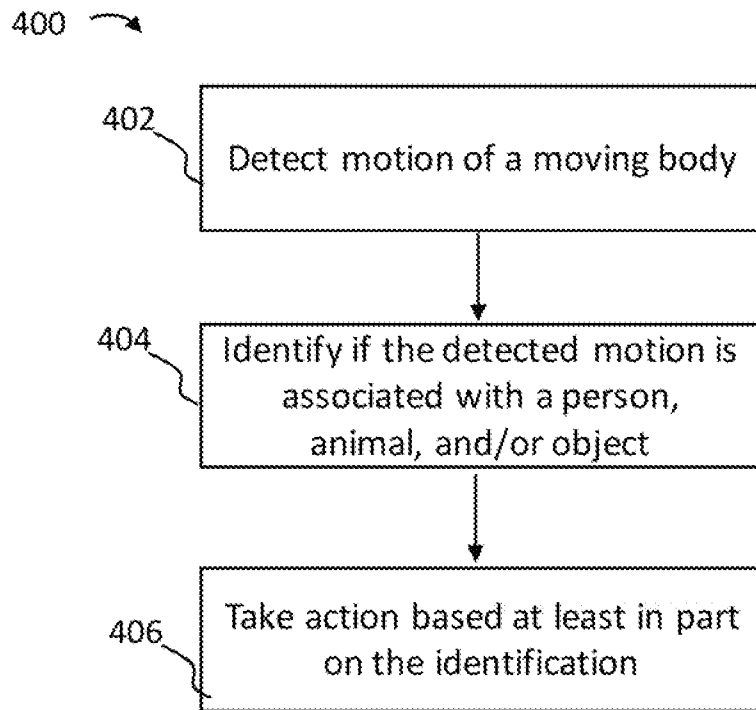 400
402
Detect motion of a moving body
404
Identify if the detected motion is
associated with a person,
animal, and/or object
406
Take action based at least in part
on the identification